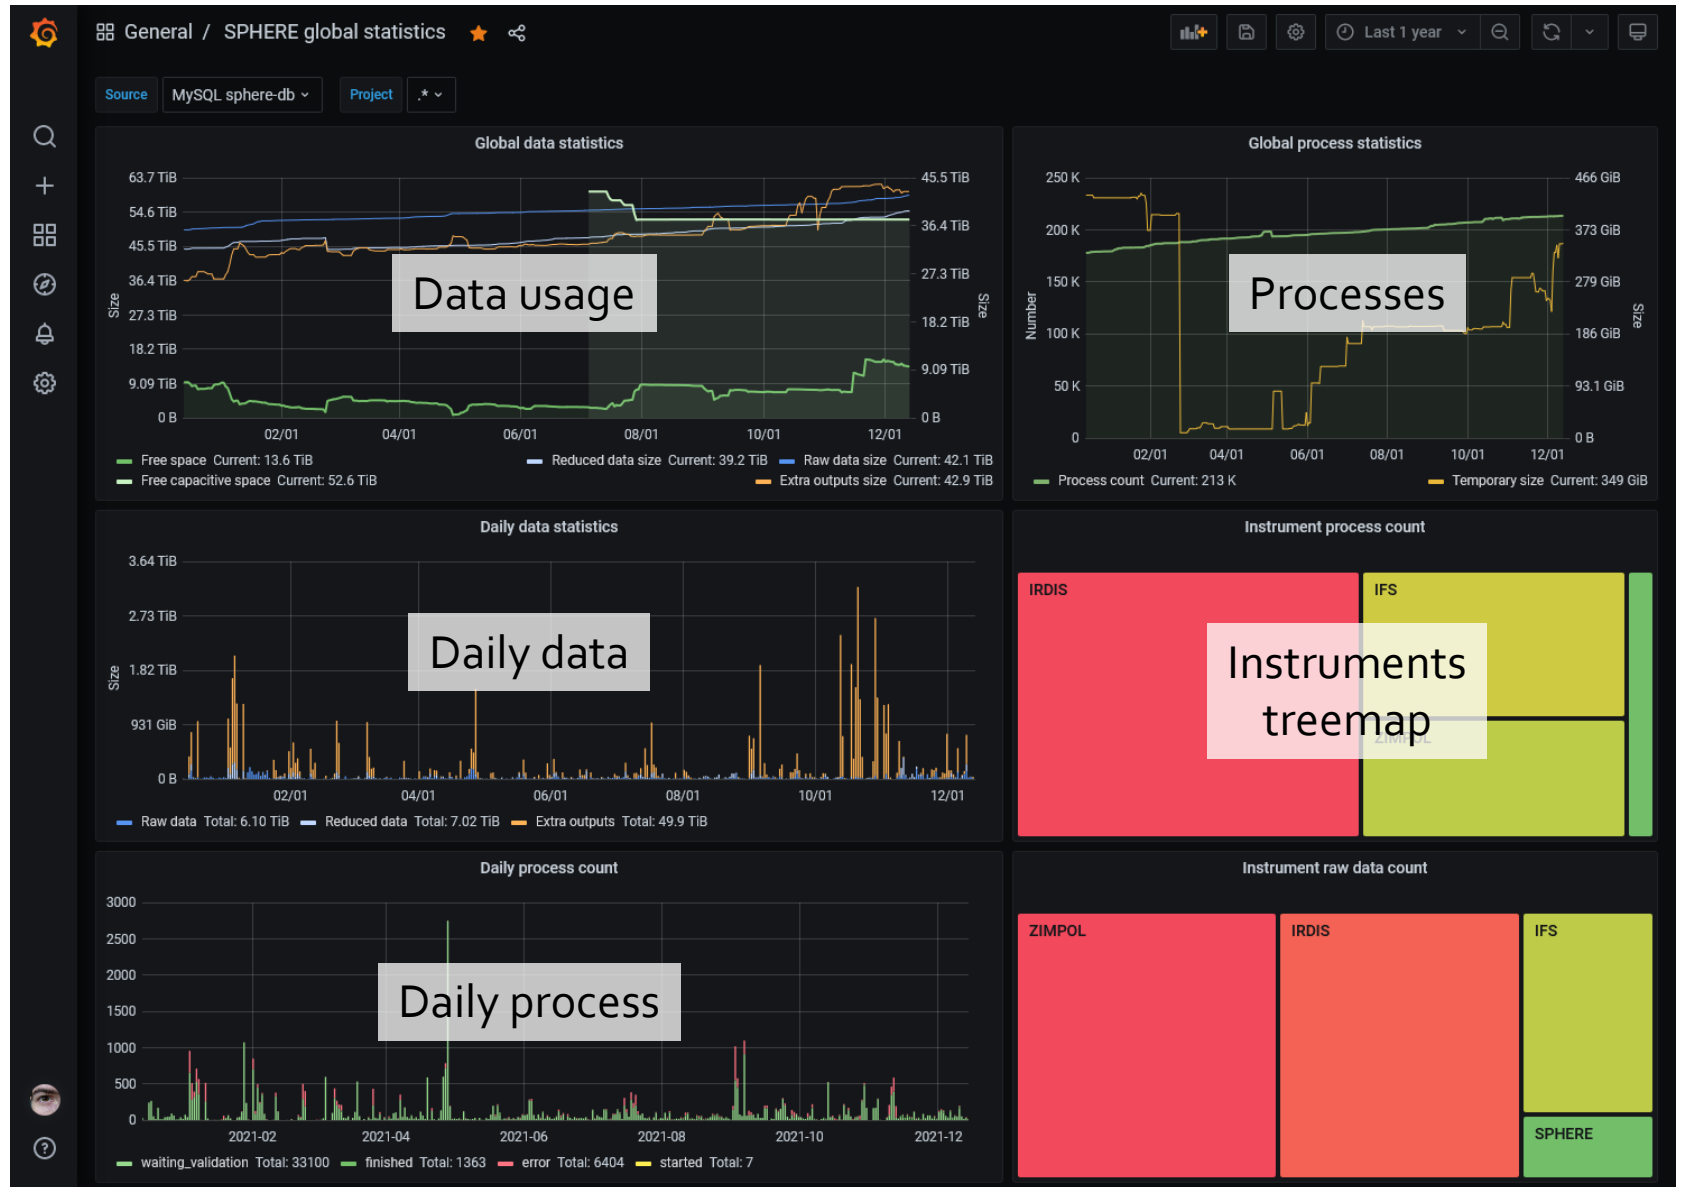 General / SPHERE global statistics
Last 1 year
Source MySQL sphere-db Project .*
Global data statistics
63.7 TiB
54.6 TiB
45.5 TiB
36.4 TiB
27.3 TiB
18.2 TiB
9.09 TiB
0 B
Size
45.5 TiB
36.4 TiB
27.3 TiB
18.2 TiB
9.09 TiB
0 B
Size
Data usage
02/01 04/01 06/01 08/01 10/01 12/01
Free space Current: 13.6 TiB Reduced data size Current: 39.2 TiB Raw data size Current: 42.1 TiB
Free capacitive space Current: 52.6 TiB Extra outputs size Current: 42.9 TiB
Global process statistics
250 K
200 K
150 K
100 K
50 K
0
Number
466 GiB
373 GiB
279 GiB
186 GiB
93.1 GiB
0 B
Size
Processes
02/01 04/01 06/01 08/01 10/01 12/01
Process count Current: 213 K Temporary size Current: 349 GiB
Daily data statistics
3.64 TiB
2.73 TiB
1.82 TiB
931 GiB
0 B
Size
Daily data
02/01 04/01 06/01 08/01 10/01 12/01
Raw data Total: 6.10 TiB Reduced data Total: 7.02 TiB Extra outputs Total: 49.9 TiB
Instrument process count
IRDIS IFS
Instruments
treemap
ZIMPOL
Daily process count
3000
2500
2000
1500
1000
500
0
Daily process
2021-02 2021-04 2021-06 2021-08 2021-10 2021-12
waiting_validation Total: 33100 finished Total: 1363 error Total: 6404 started Total: 7
Instrument raw data count
ZIMPOL IRDIS IFS
SPHERE